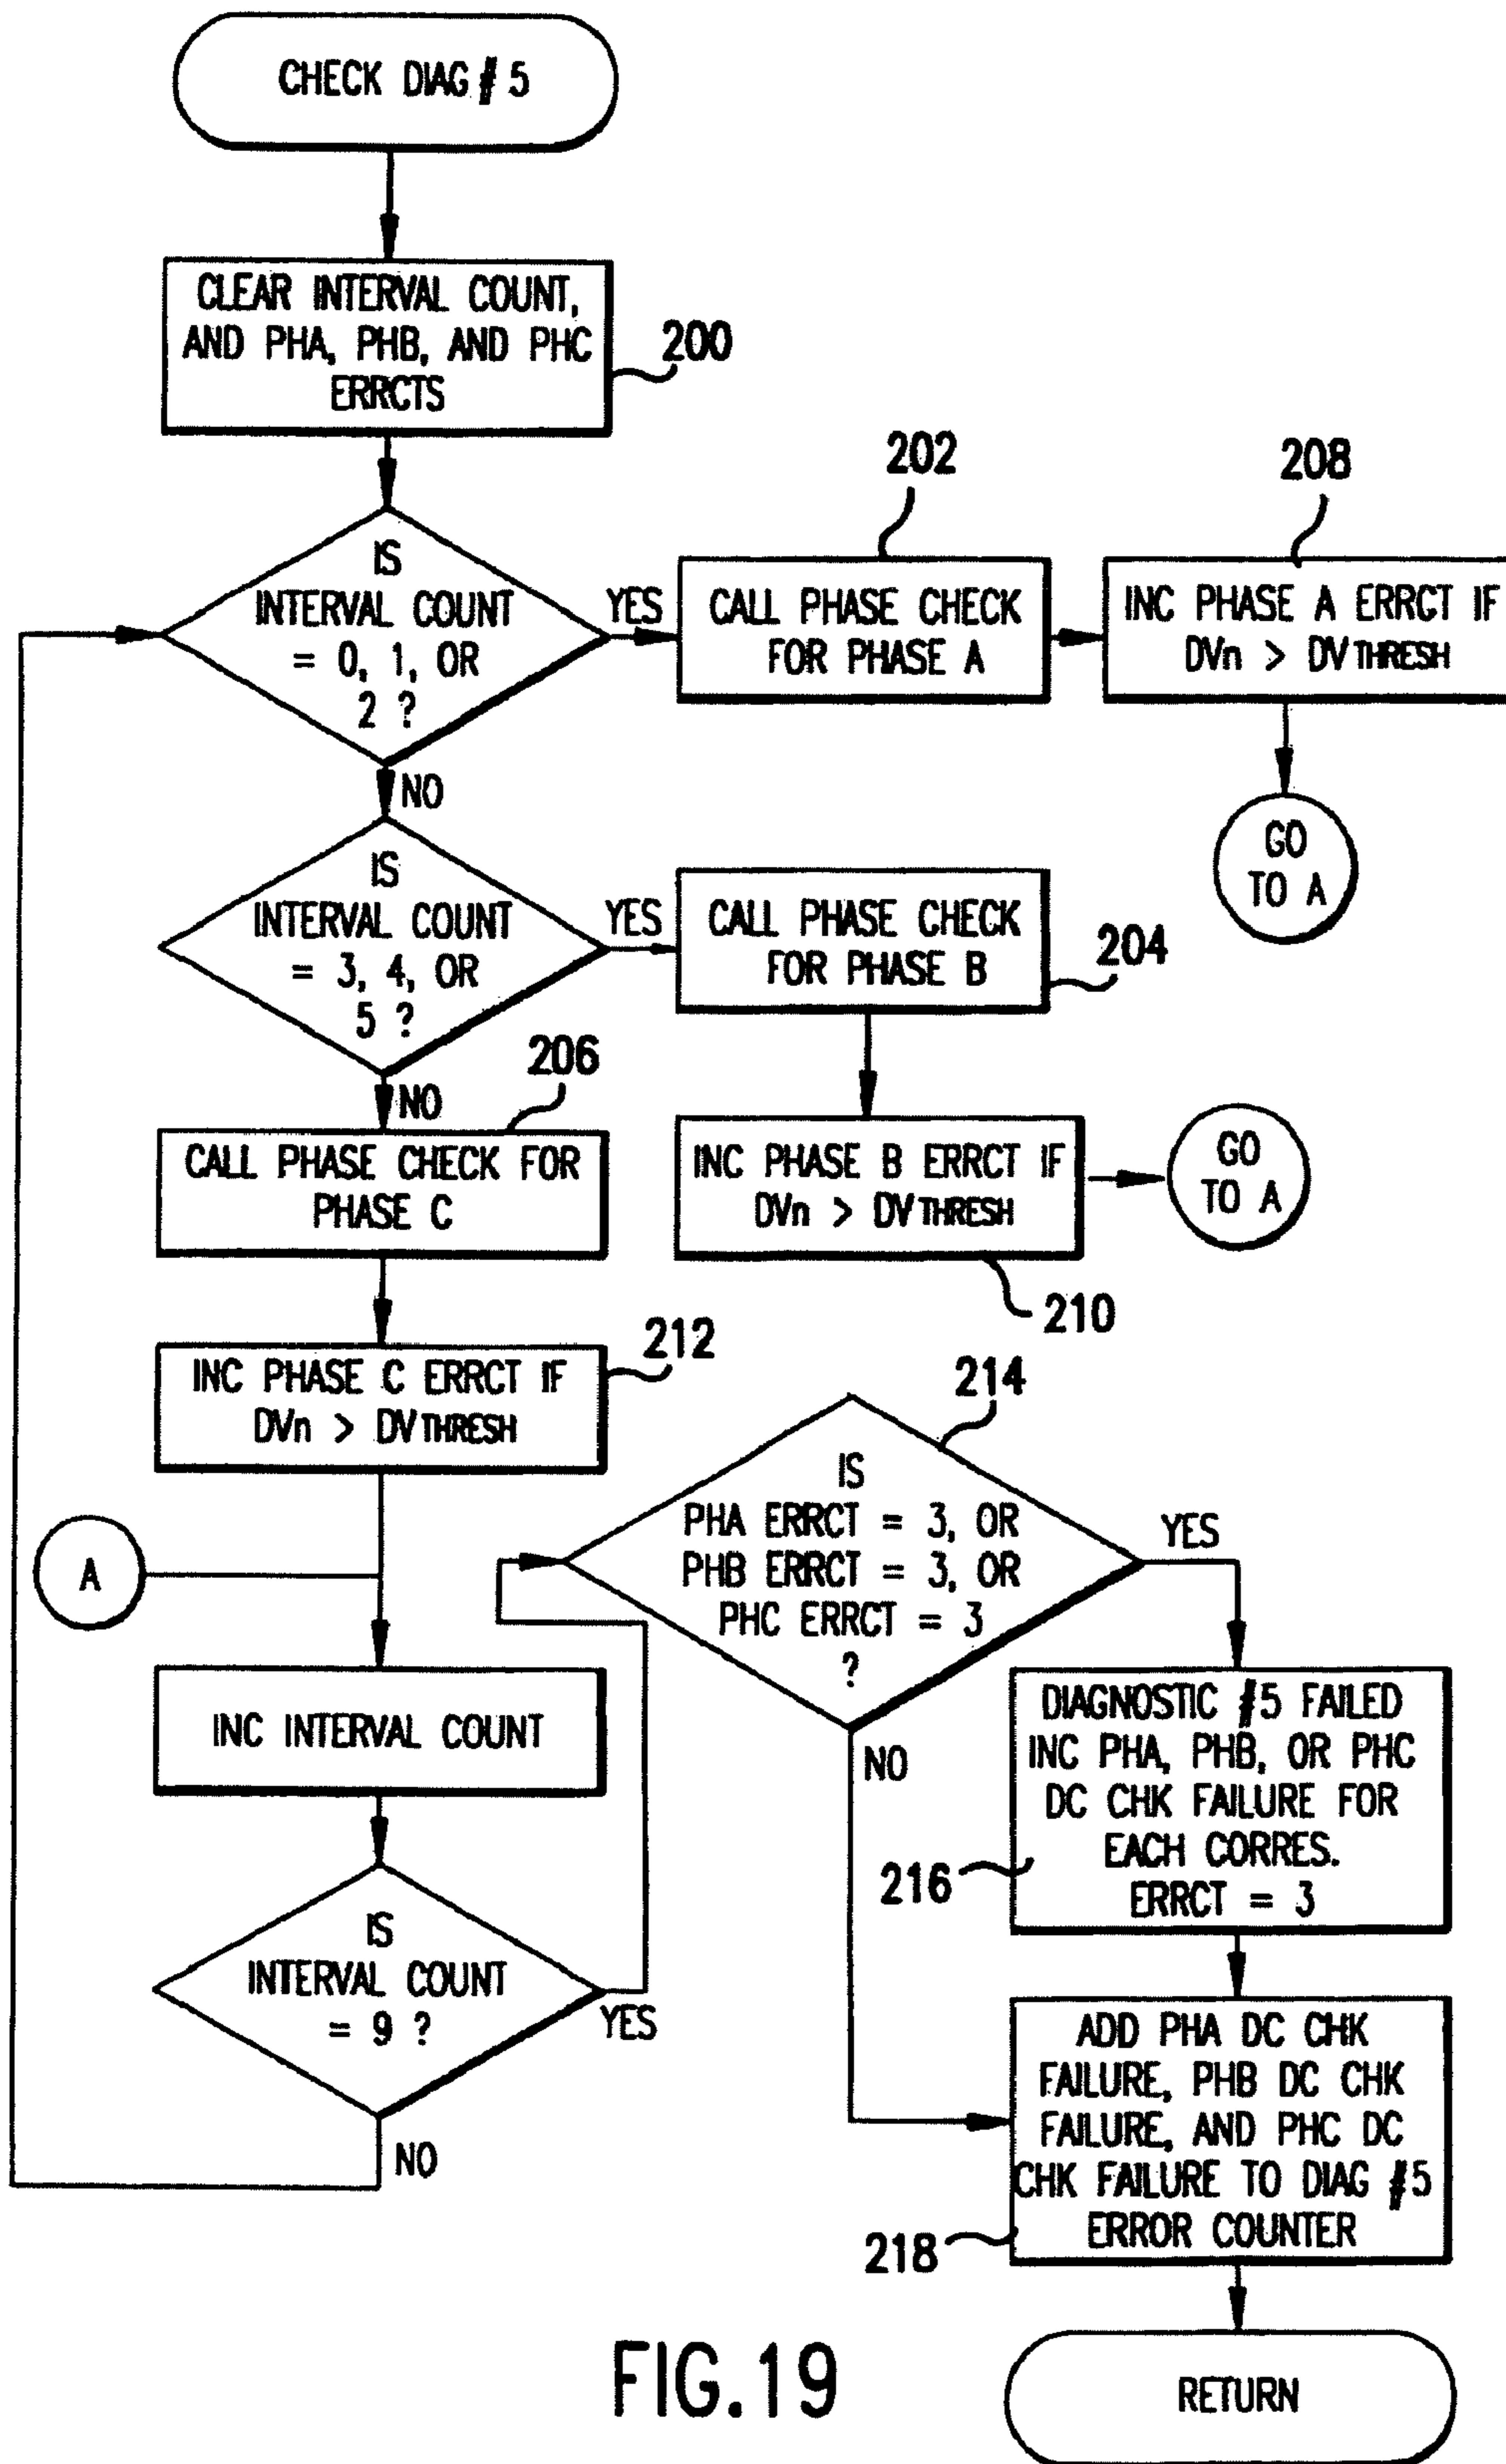 CHECK DIAG #5
CLEAR INTERVAL COUNT,
AND PHA, PHB, AND PHC
ERRCTS
200
IS
INTERVAL COUNT
= 0, 1, OR
2 ?
YES
202
CALL PHASE CHECK
FOR PHASE A
208
INC PHASE A ERRCT IF
DVn > DVTHRESH
GO
TO A
NO
IS
INTERVAL COUNT
= 3, 4, OR
5 ?
YES
CALL PHASE CHECK
FOR PHASE B
204
INC PHASE B ERRCT IF
DVn > DVTHRESH
210
GO
TO A
NO
206
CALL PHASE CHECK FOR
PHASE C
212
INC PHASE C ERRCT IF
DVn > DVTHRESH
A
INC INTERVAL COUNT
IS
INTERVAL COUNT
= 9 ?
YES
NO
214
IS
PHA ERRCT = 3, OR
PHB ERRCT = 3, OR
PHC ERRCT = 3
?
YES
NO
DIAGNOSTIC #5 FAILED
INC PHA, PHB, OR PHC
DC CHK FAILURE FOR
EACH CORRES.
ERRCT = 3
216
ADD PHA DC CHK
FAILURE, PHB DC CHK
FAILURE, AND PHC DC
CHK FAILURE TO DIAG #5
ERROR COUNTER
218
RETURN
FIG.19